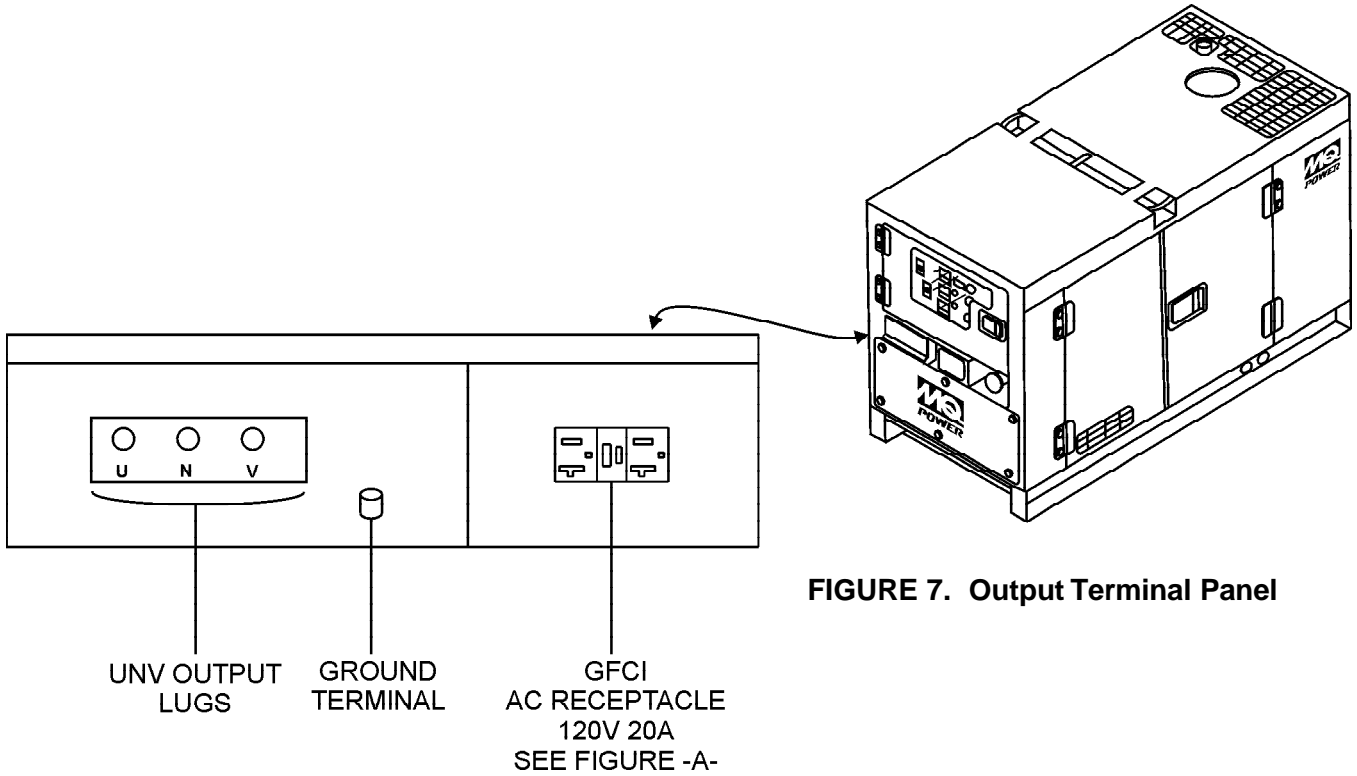 MQ
POWER
MQ
POWER
U N V
FIGURE 7. Output Terminal Panel
UNV OUTPUT
LUGS
GROUND
TERMINAL
GFCI
AC RECEPTACLE
120V 20A
SEE FIGURE -A-